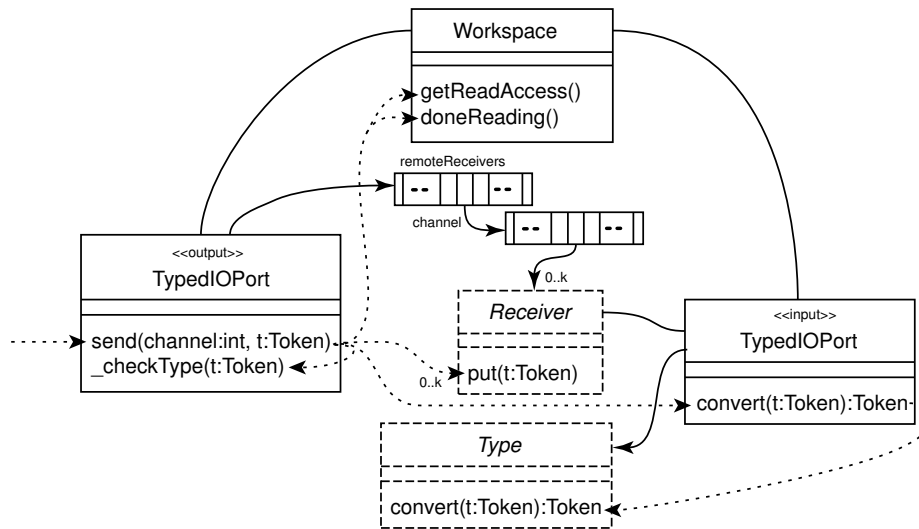 Workspace
getReadAccess()
doneReading()
remoteReceivers
-- --
channel
-- --
<<output>>
TypedIOPort
send(channel:int, t:Token)
_checkType(t:Token)
0..k
Receiver
put(t:Token)
0..k
<<input>>
TypedIOPort
convert(t:Token):Token
Type
convert(t:Token):Token